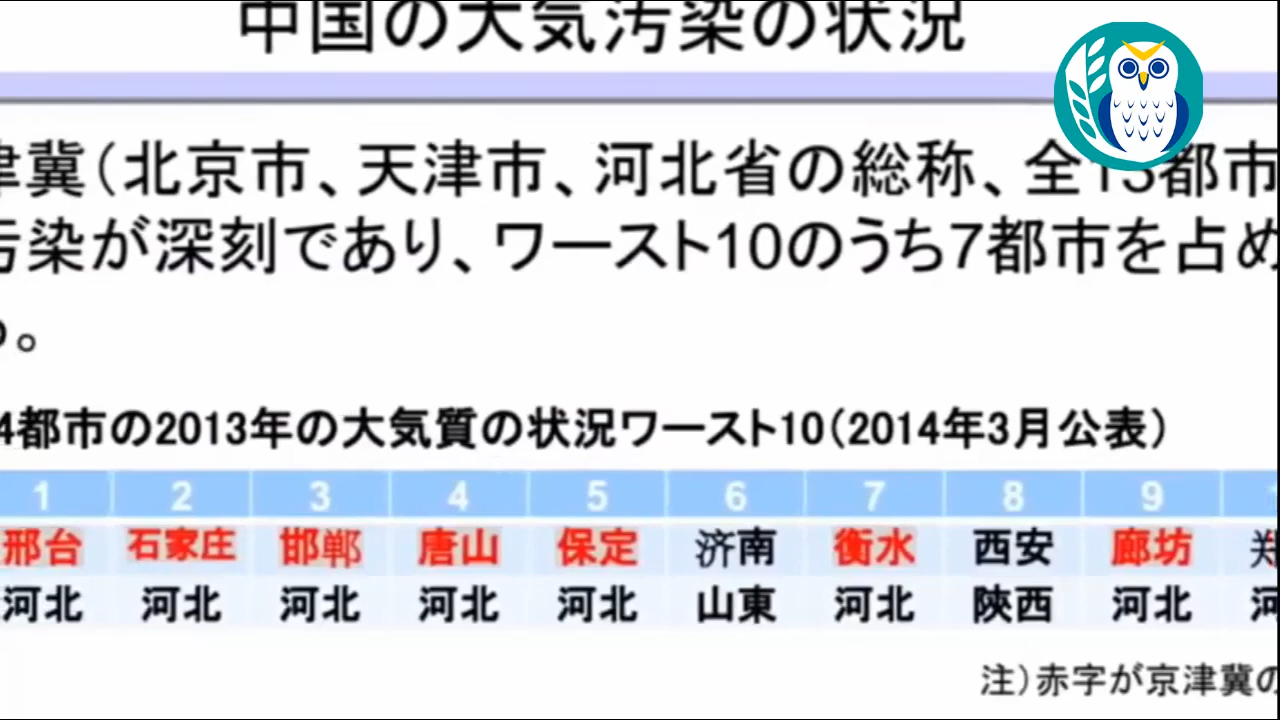 中国の大気汚染の状況
津冀（北京市、天津市、河北省の総称、全13都市
汚染が深刻であり、ワースト10のうち7都市を占め
る。
4都市の2013年の大気質の状況ワースト10（2014年3月公表）
1 2 3 4 5 6 7 8 9
邢台 石家庄 邯郸 唐山 保定 济南 衡水 西安 廊坊 郑
河北 河北 河北 河北 河北 山東 河北 陝西 河北 河
注）赤字が京津冀の